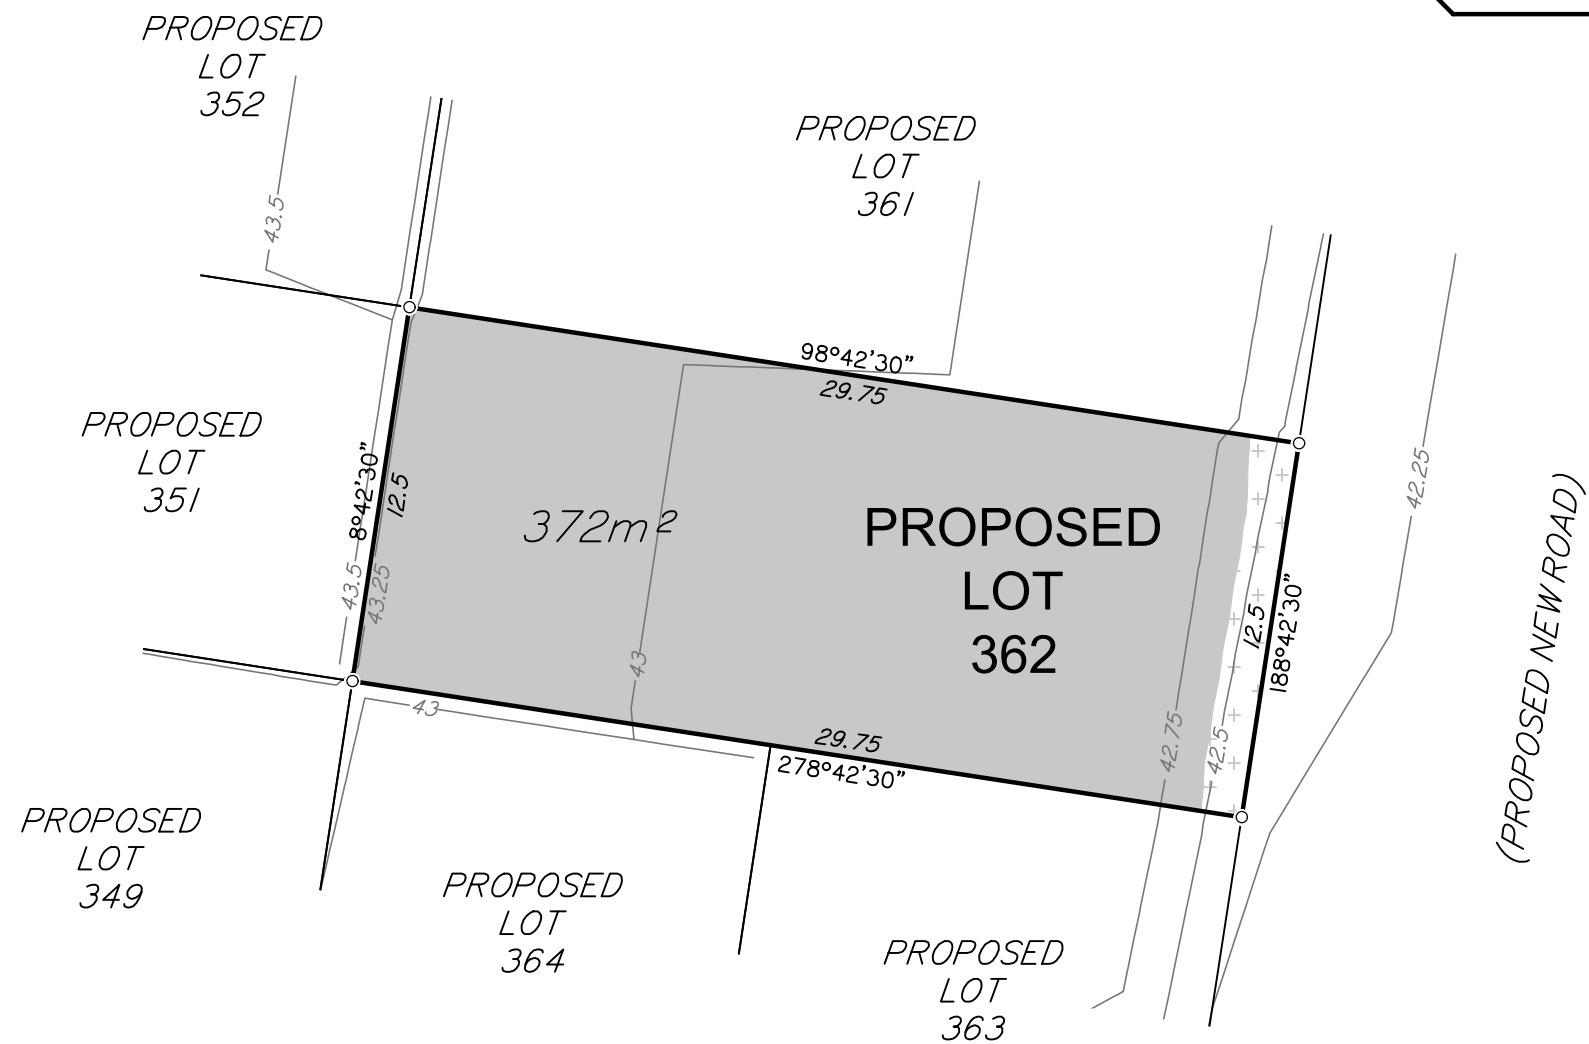 PROPOSED
LOT
352
PROPOSED
LOT
361
43.5
98°42'30"
29.75
PROPOSED
LOT
351
8°42'30"
12.5
372m²
PROPOSED
LOT
362
42.25
(PROPOSED NEW ROAD)
43.5
43.25
12.5
188°42'30"
43
43
42.75
42.5
29.75
278°42'30"
PROPOSED
LOT
349
PROPOSED
LOT
364
PROPOSED
LOT
363